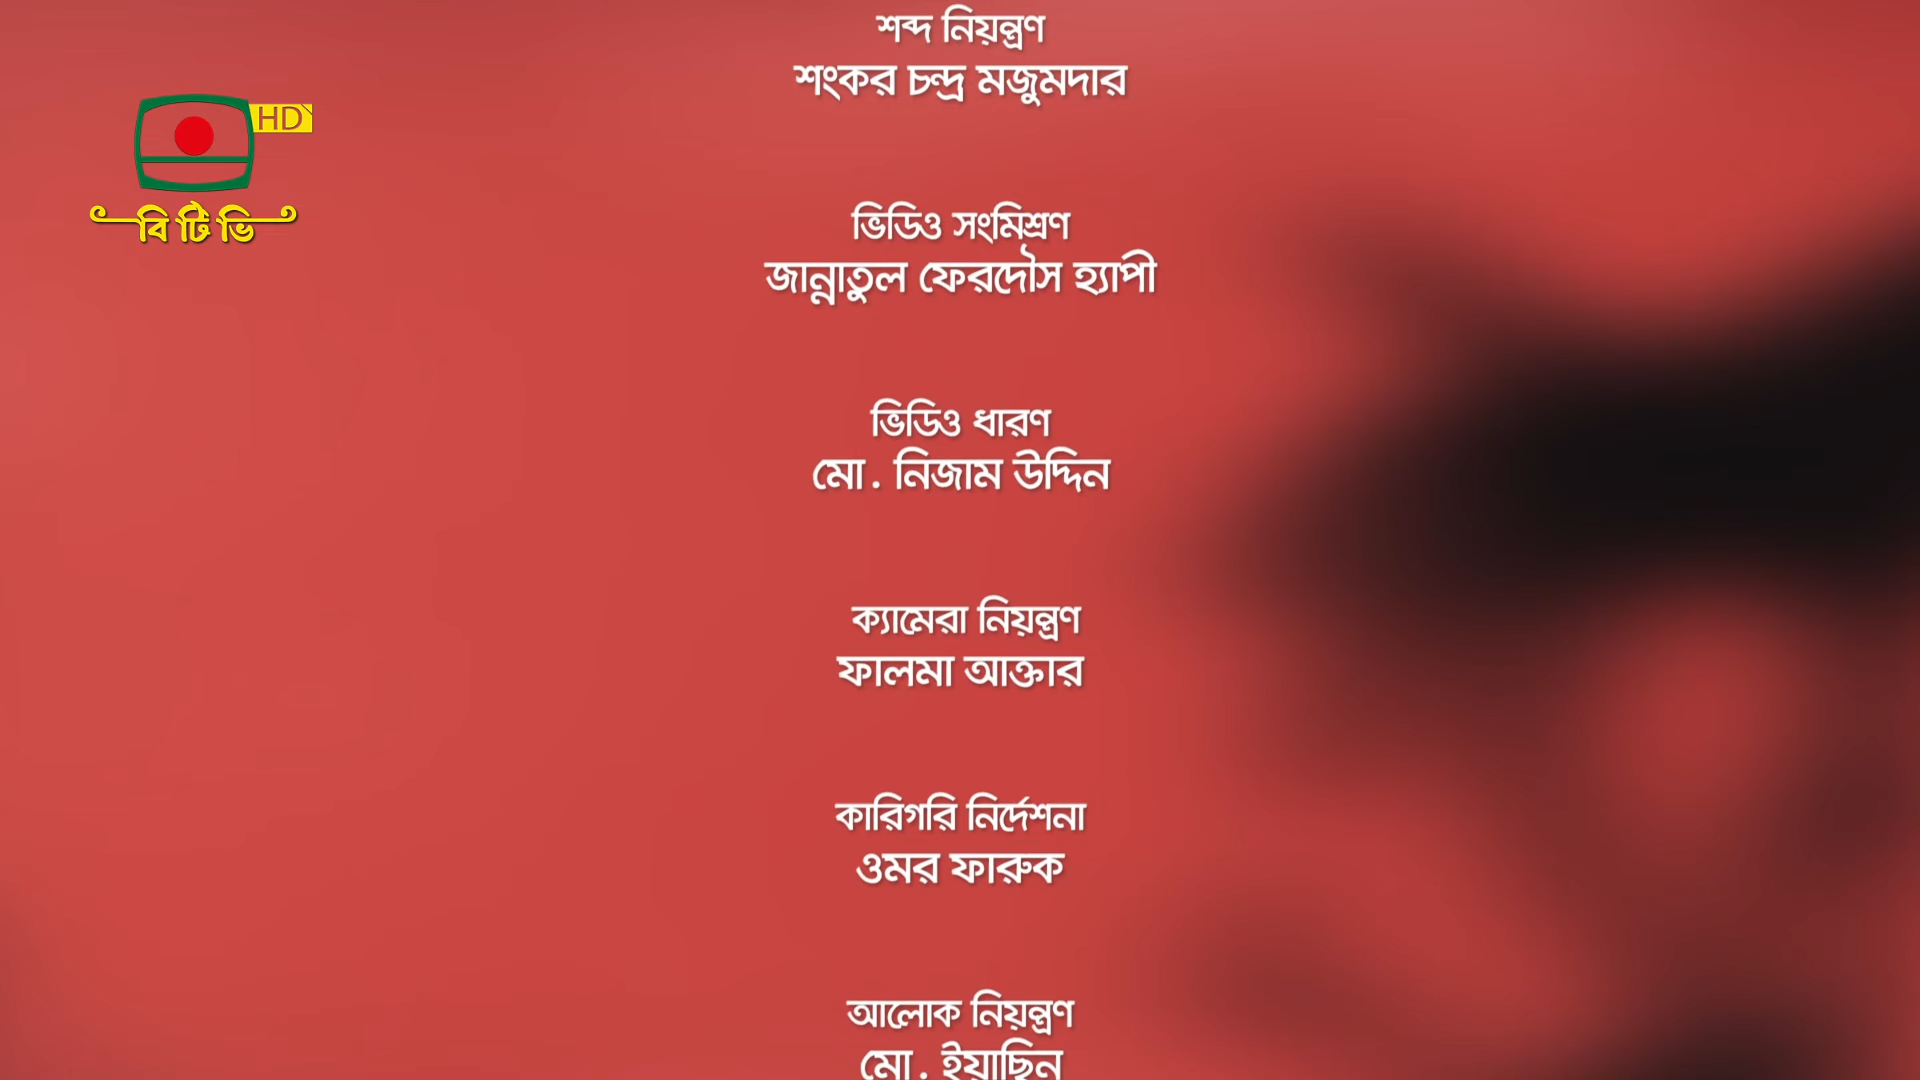 শব্দ নিয়ন্ত্রণ
শংকর চন্দ্র মজুমদার
HD
বি টি ভি
ভিডিও সংমিশ্রণ
জান্নাতুল ফেরদৌস হ্যাপী
ভিডিও ধারণ
মো. নিজাম উদ্দিন
ক্যামেরা নিয়ন্ত্রণ
ফালমা আক্তার
কারিগরি নির্দেশনা
ওমর ফারুক
আলোক নিয়ন্ত্রণ
মো. ইয়াছিন